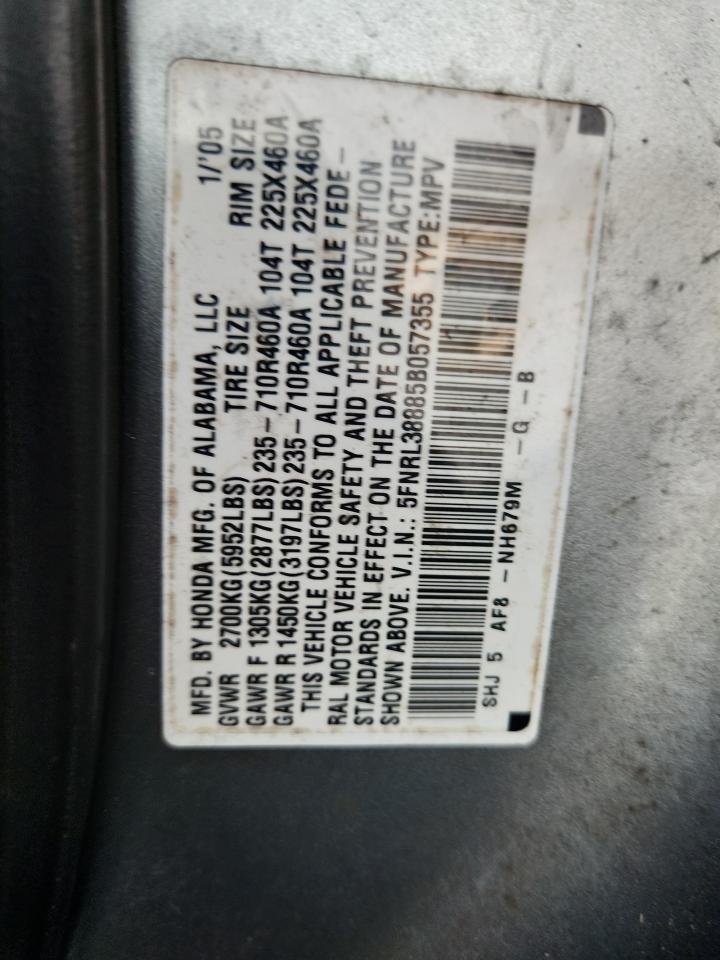 MFD. BY HONDA MFG. OF ALABAMA, LLC 1/'05
GVWR 2700KG(5952LBS) TIRE SIZE RIM SIZE
GAWR F 1305KG(2877LBS)235-710R460A 104T 225X460A
GAWR R 1450KG(3197LBS)235-710R460A 104T 225X460A
THIS VEHICLE CONFORMS TO ALL APPLICABLE FEDE-
RAL MOTOR VEHICLE SAFETY AND THEFT PREVENTION
STANDARDS IN EFFECT ON THE DATE OF MANUFACTURE
SHOWN ABOVE. V.I.N.: 5FNRL38885B057355 TYPE:MPV
SHJ 5 AF8 -NH679M -G -B